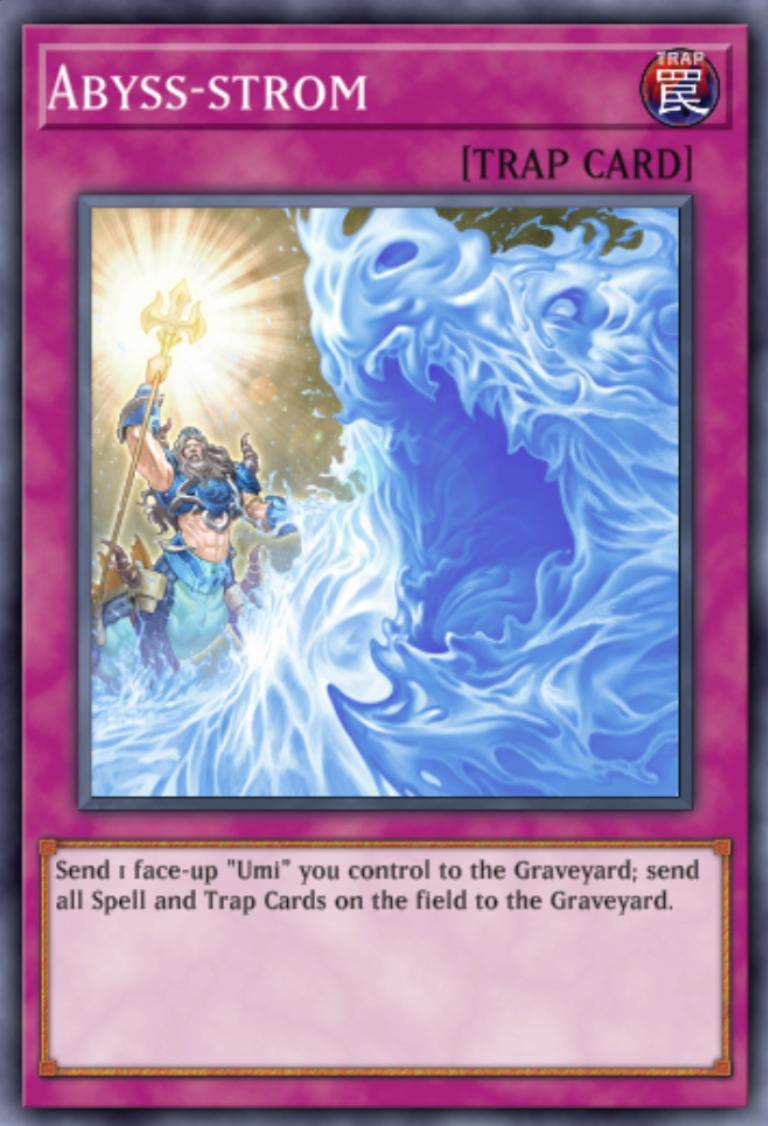 Abyss-strom
TRAP
罠
[TRAP CARD]
Send 1 face-up "Umi" you control to the Graveyard; send
all Spell and Trap Cards on the field to the Graveyard.